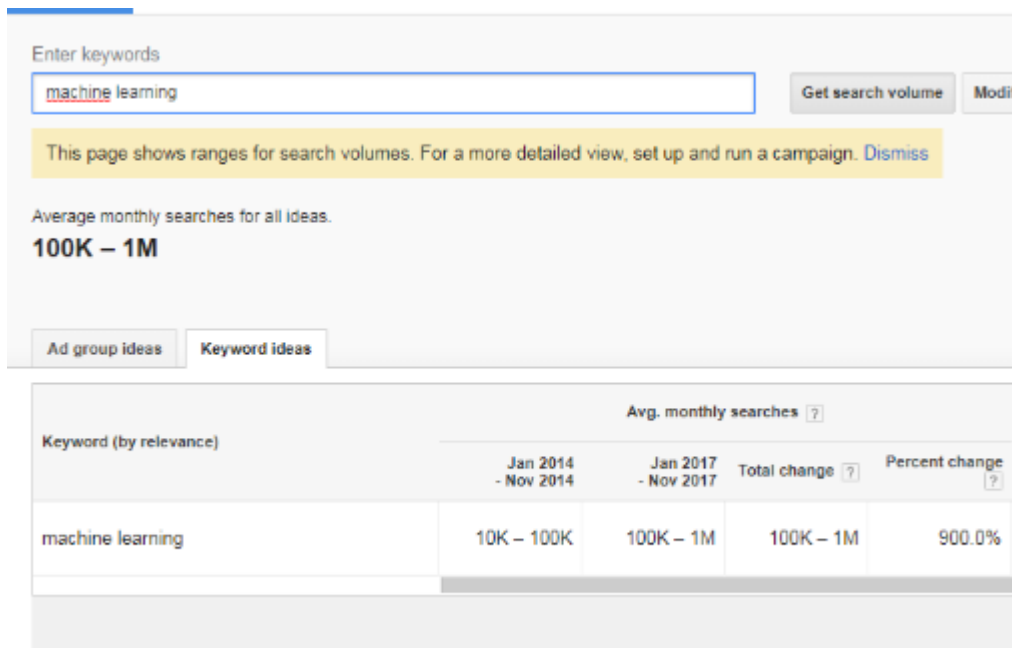 Enter keywords
machine learning
Get search volume
This page shows ranges for search volumes. For a more detailed view, set up and run a campaign. Dismiss
Average monthly searches for all ideas.
100K – 1M
Ad group ideas
Keyword ideas
Keyword (by relevance)
Avg. monthly searches ?
Jan 2014
- Nov 2014
Jan 2017
- Nov 2017
Total change ?
Percent change
?
machine learning
10K – 100K
100K – 1M
100K – 1M
900.0%